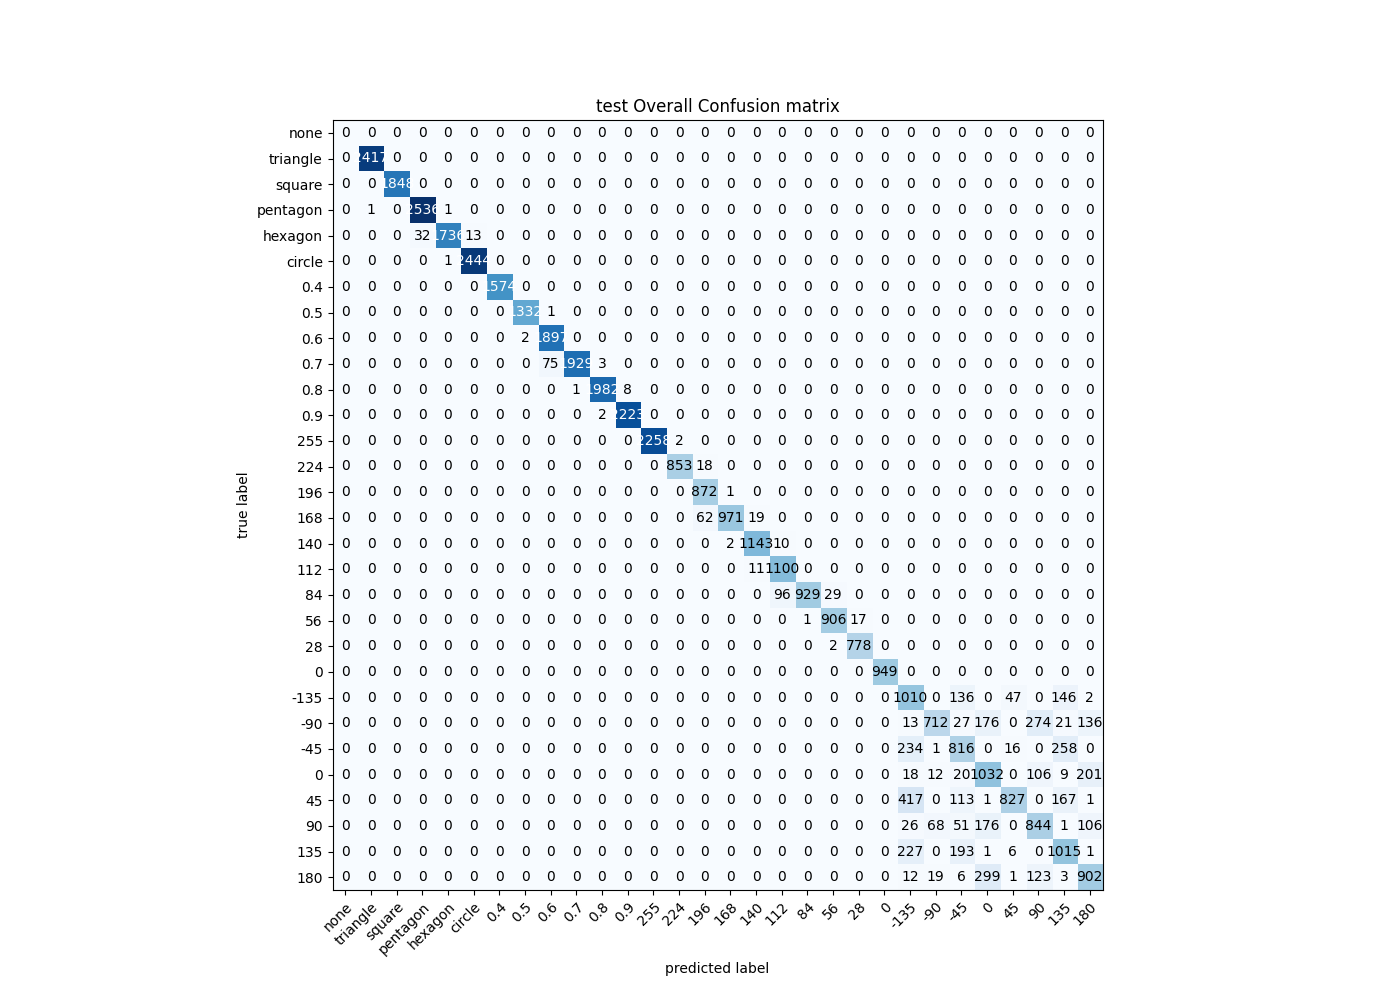 test Overall Confusion matrix
none 0 0 0 0 0 0 0 0 0 0 0 0 0 0 0 0 0 0 0 0 0 0 0 0 0 0 0 0 0 0
triangle 0 2417 0 0 0 0 0 0 0 0 0 0 0 0 0 0 0 0 0 0 0 0 0 0 0 0 0 0 0 0
square 0 0 1848 0 0 0 0 0 0 0 0 0 0 0 0 0 0 0 0 0 0 0 0 0 0 0 0 0 0 0
pentagon 0 1 0 2536 1 0 0 0 0 0 0 0 0 0 0 0 0 0 0 0 0 0 0 0 0 0 0 0 0 0
hexagon 0 0 0 32 1736 13 0 0 0 0 0 0 0 0 0 0 0 0 0 0 0 0 0 0 0 0 0 0 0 0
circle 0 0 0 0 1 2444 0 0 0 0 0 0 0 0 0 0 0 0 0 0 0 0 0 0 0 0 0 0 0 0
0.4 0 0 0 0 0 0 1574 0 0 0 0 0 0 0 0 0 0 0 0 0 0 0 0 0 0 0 0 0 0 0
0.5 0 0 0 0 0 0 0 1332 1 0 0 0 0 0 0 0 0 0 0 0 0 0 0 0 0 0 0 0 0 0
0.6 0 0 0 0 0 0 0 2 1897 0 0 0 0 0 0 0 0 0 0 0 0 0 0 0 0 0 0 0 0 0
0.7 0 0 0 0 0 0 0 0 75 1929 3 0 0 0 0 0 0 0 0 0 0 0 0 0 0 0 0 0 0 0
0.8 0 0 0 0 0 0 0 0 0 1 1982 8 0 0 0 0 0 0 0 0 0 0 0 0 0 0 0 0 0 0
0.9 0 0 0 0 0 0 0 0 0 0 2 2223 0 0 0 0 0 0 0 0 0 0 0 0 0 0 0 0 0 0
255 0 0 0 0 0 0 0 0 0 0 0 0 2258 2 0 0 0 0 0 0 0 0 0 0 0 0 0 0 0 0
224 0 0 0 0 0 0 0 0 0 0 0 0 0 853 18 0 0 0 0 0 0 0 0 0 0 0 0 0 0 0
196 0 0 0 0 0 0 0 0 0 0 0 0 0 0 872 1 0 0 0 0 0 0 0 0 0 0 0 0 0 0
168 0 0 0 0 0 0 0 0 0 0 0 0 0 0 62 971 19 0 0 0 0 0 0 0 0 0 0 0 0 0
140 0 0 0 0 0 0 0 0 0 0 0 0 0 0 0 2 1143 10 0 0 0 0 0 0 0 0 0 0 0 0
112 0 0 0 0 0 0 0 0 0 0 0 0 0 0 0 0 11 1100 0 0 0 0 0 0 0 0 0 0 0 0
84 0 0 0 0 0 0 0 0 0 0 0 0 0 0 0 0 0 96 929 29 0 0 0 0 0 0 0 0 0 0
56 0 0 0 0 0 0 0 0 0 0 0 0 0 0 0 0 0 0 1 906 17 0 0 0 0 0 0 0 0 0
28 0 0 0 0 0 0 0 0 0 0 0 0 0 0 0 0 0 0 0 2 778 0 0 0 0 0 0 0 0 0
0 0 0 0 0 0 0 0 0 0 0 0 0 0 0 0 0 0 0 0 0 0 949 0 0 0 0 0 0 0 0
-135 0 0 0 0 0 0 0 0 0 0 0 0 0 0 0 0 0 0 0 0 0 0 1010 0 136 0 47 0 146 2
-90 0 0 0 0 0 0 0 0 0 0 0 0 0 0 0 0 0 0 0 0 0 0 13 712 27 176 0 274 21 136
-45 0 0 0 0 0 0 0 0 0 0 0 0 0 0 0 0 0 0 0 0 0 0 234 1 816 0 16 0 258 0
0 0 0 0 0 0 0 0 0 0 0 0 0 0 0 0 0 0 0 0 0 0 0 18 12 20 1032 0 106 9 201
45 0 0 0 0 0 0 0 0 0 0 0 0 0 0 0 0 0 0 0 0 0 0 417 0 113 1 827 0 167 1
90 0 0 0 0 0 0 0 0 0 0 0 0 0 0 0 0 0 0 0 0 0 0 26 68 51 176 0 844 1 106
135 0 0 0 0 0 0 0 0 0 0 0 0 0 0 0 0 0 0 0 0 0 0 227 0 193 1 6 0 1015 1
180 0 0 0 0 0 0 0 0 0 0 0 0 0 0 0 0 0 0 0 0 0 0 12 19 6 299 1 123 3 902
none triangle square pentagon hexagon circle 0.4 0.5 0.6 0.7 0.8 0.9 255 224 196 168 140 112 84 56 28 0 -135 -90 -45 0 45 90 135 180
true label
predicted label